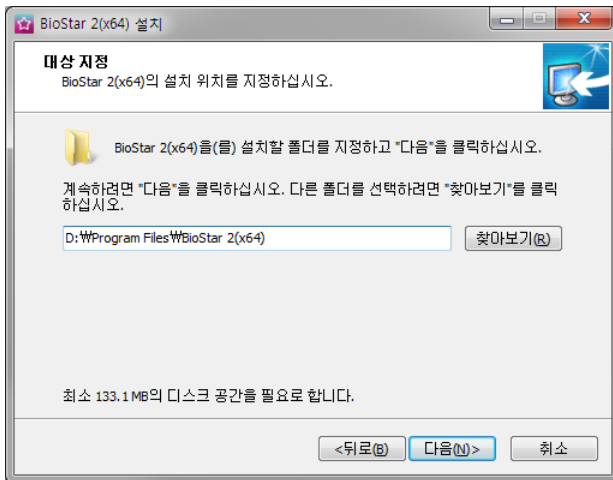 BioStar 2(x64) 설치
대상 지정
BioStar 2(x64)의 설치 위치를 지정하십시오.
BioStar 2(x64)을(를) 설치할 폴더를 지정하고 "다음"을 클릭하십시오.
계속하려면 "다음"을 클릭하십시오. 다른 폴더를 선택하려면 "찾아보기"를 클릭
하십시오.
D:₩Program Files₩BioStar 2(x64)
찾아보기(R)
최소 133.1 MB의 디스크 공간을 필요로 합니다.
<뒤로(B) 다음(N)> 취소